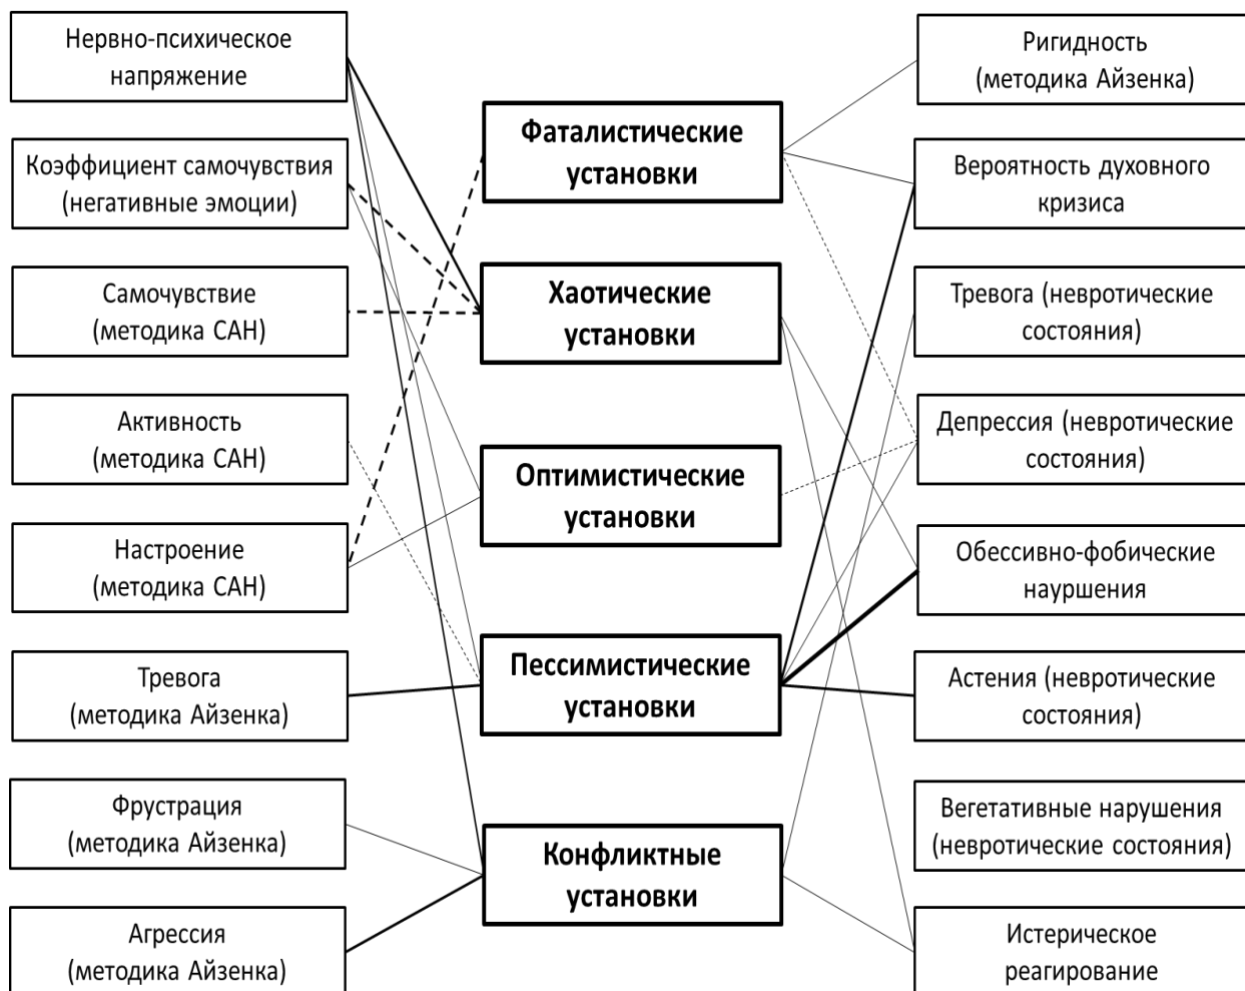 Нервно-психическое
напряжение
Коэффициент самочувствия
(негативные эмоции)
Самочувствие
(методика САН)
Активность
(методика САН)
Настроение
(методика САН)
Тревога
(методика Айзенка)
Фрустрация
(методика Айзенка)
Агрессия
(методика Айзенка)
Фаталистические
установки
Хаотические
установки
Оптимистические
установки
Пессимистические
установки
Конфликтные
установки
Ригидность
(методика Айзенка)
Вероятность духовного
кризиса
Тревога (невротические
состояния)
Депрессия (невротические
состояния)
Обессивно-фобические
наушения
Астения (невротические
состояния)
Вегетативные нарушения
(невротические состояния)
Истерическое
реагирование